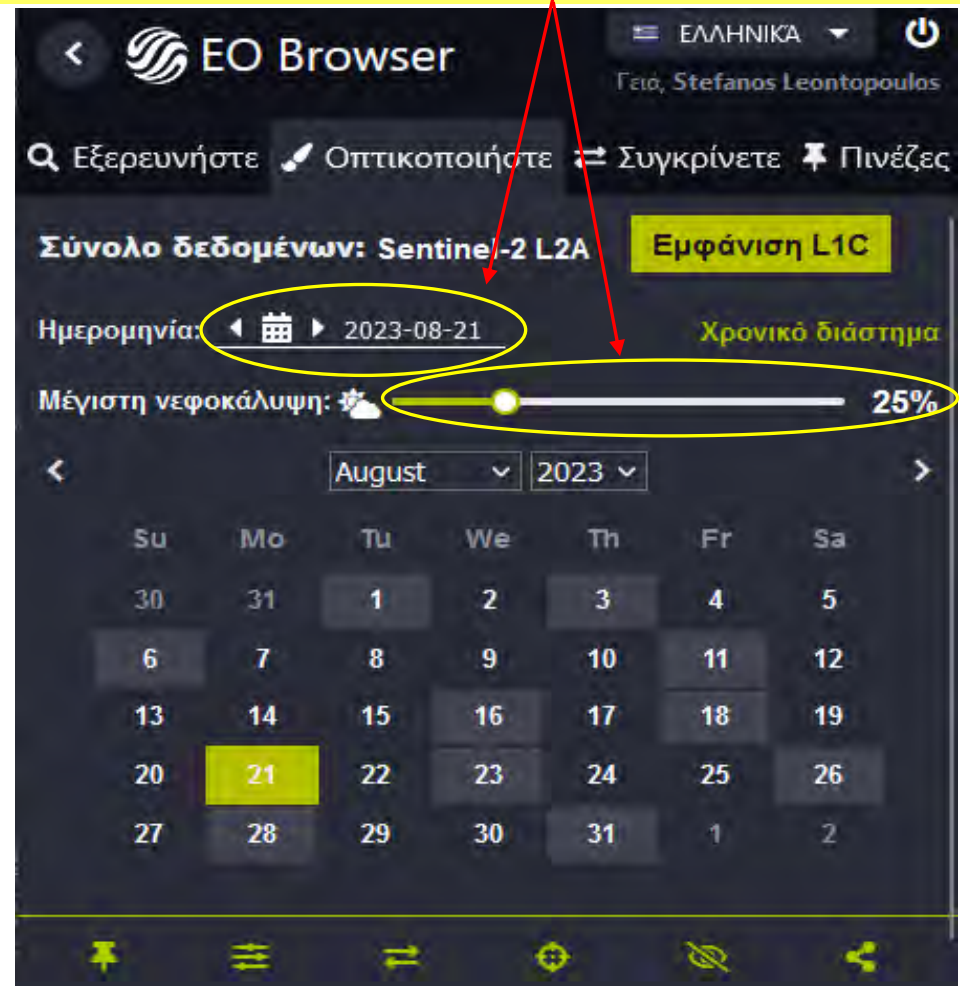 EO Browser
ΕΛΛΗΝΙΚΆ
Γειά, Stefanos Leontopoulos
Εξερευνήστε Οπτικοποιήστε Συγκρίνετε Πινέζες
Σύνολο δεδομένων: Sentinel-2 L2A Εμφάνιση L1C
Ημερομηνία: 2023-08-21 Χρονικό διάστημα
Μέγιστη νεφοκάλυψη: 25%
August 2023
Su Mo Tu We Th Fr Sa
30 31 1 2 3 4 5
6 7 8 9 10 11 12
13 14 15 16 17 18 19
20 21 22 23 24 25 26
27 28 29 30 31 1 2